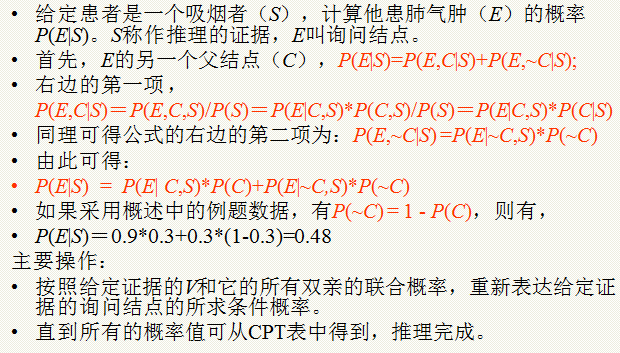 • 给定患者是一个吸烟者（S），计算他患肺气肿（E）的概率
P(E|S)。S称作推理的证据，E叫询问结点。
• 首先，E的另一个父结点（C），P(E|S)=P(E,C|S)+P(E,~C|S);
• 右边的第一项，
P(E,C|S)＝P(E,C,S)/P(S)＝P(E|C,S)*P(C,S)/P(S)＝P(E|C,S)*P(C|S)
• 同理可得公式的右边的第二项为：P(E,~C|S)=P(E|~C,S)*P(~C)
• 由此可得：
• P(E|S) = P(E| C,S)*P(C)+P(E|~C,S)*P(~C)
• 如果采用概述中的例题数据，有P(~C) = 1 - P(C)，则有，
• P(E|S)＝0.9*0.3+0.3*(1-0.3)=0.48
主要操作：
• 按照给定证据的V和它的所有双亲的联合概率，重新表达给定证
据的询问结点的所求条件概率。
• 直到所有的概率值可从CPT表中得到，推理完成。